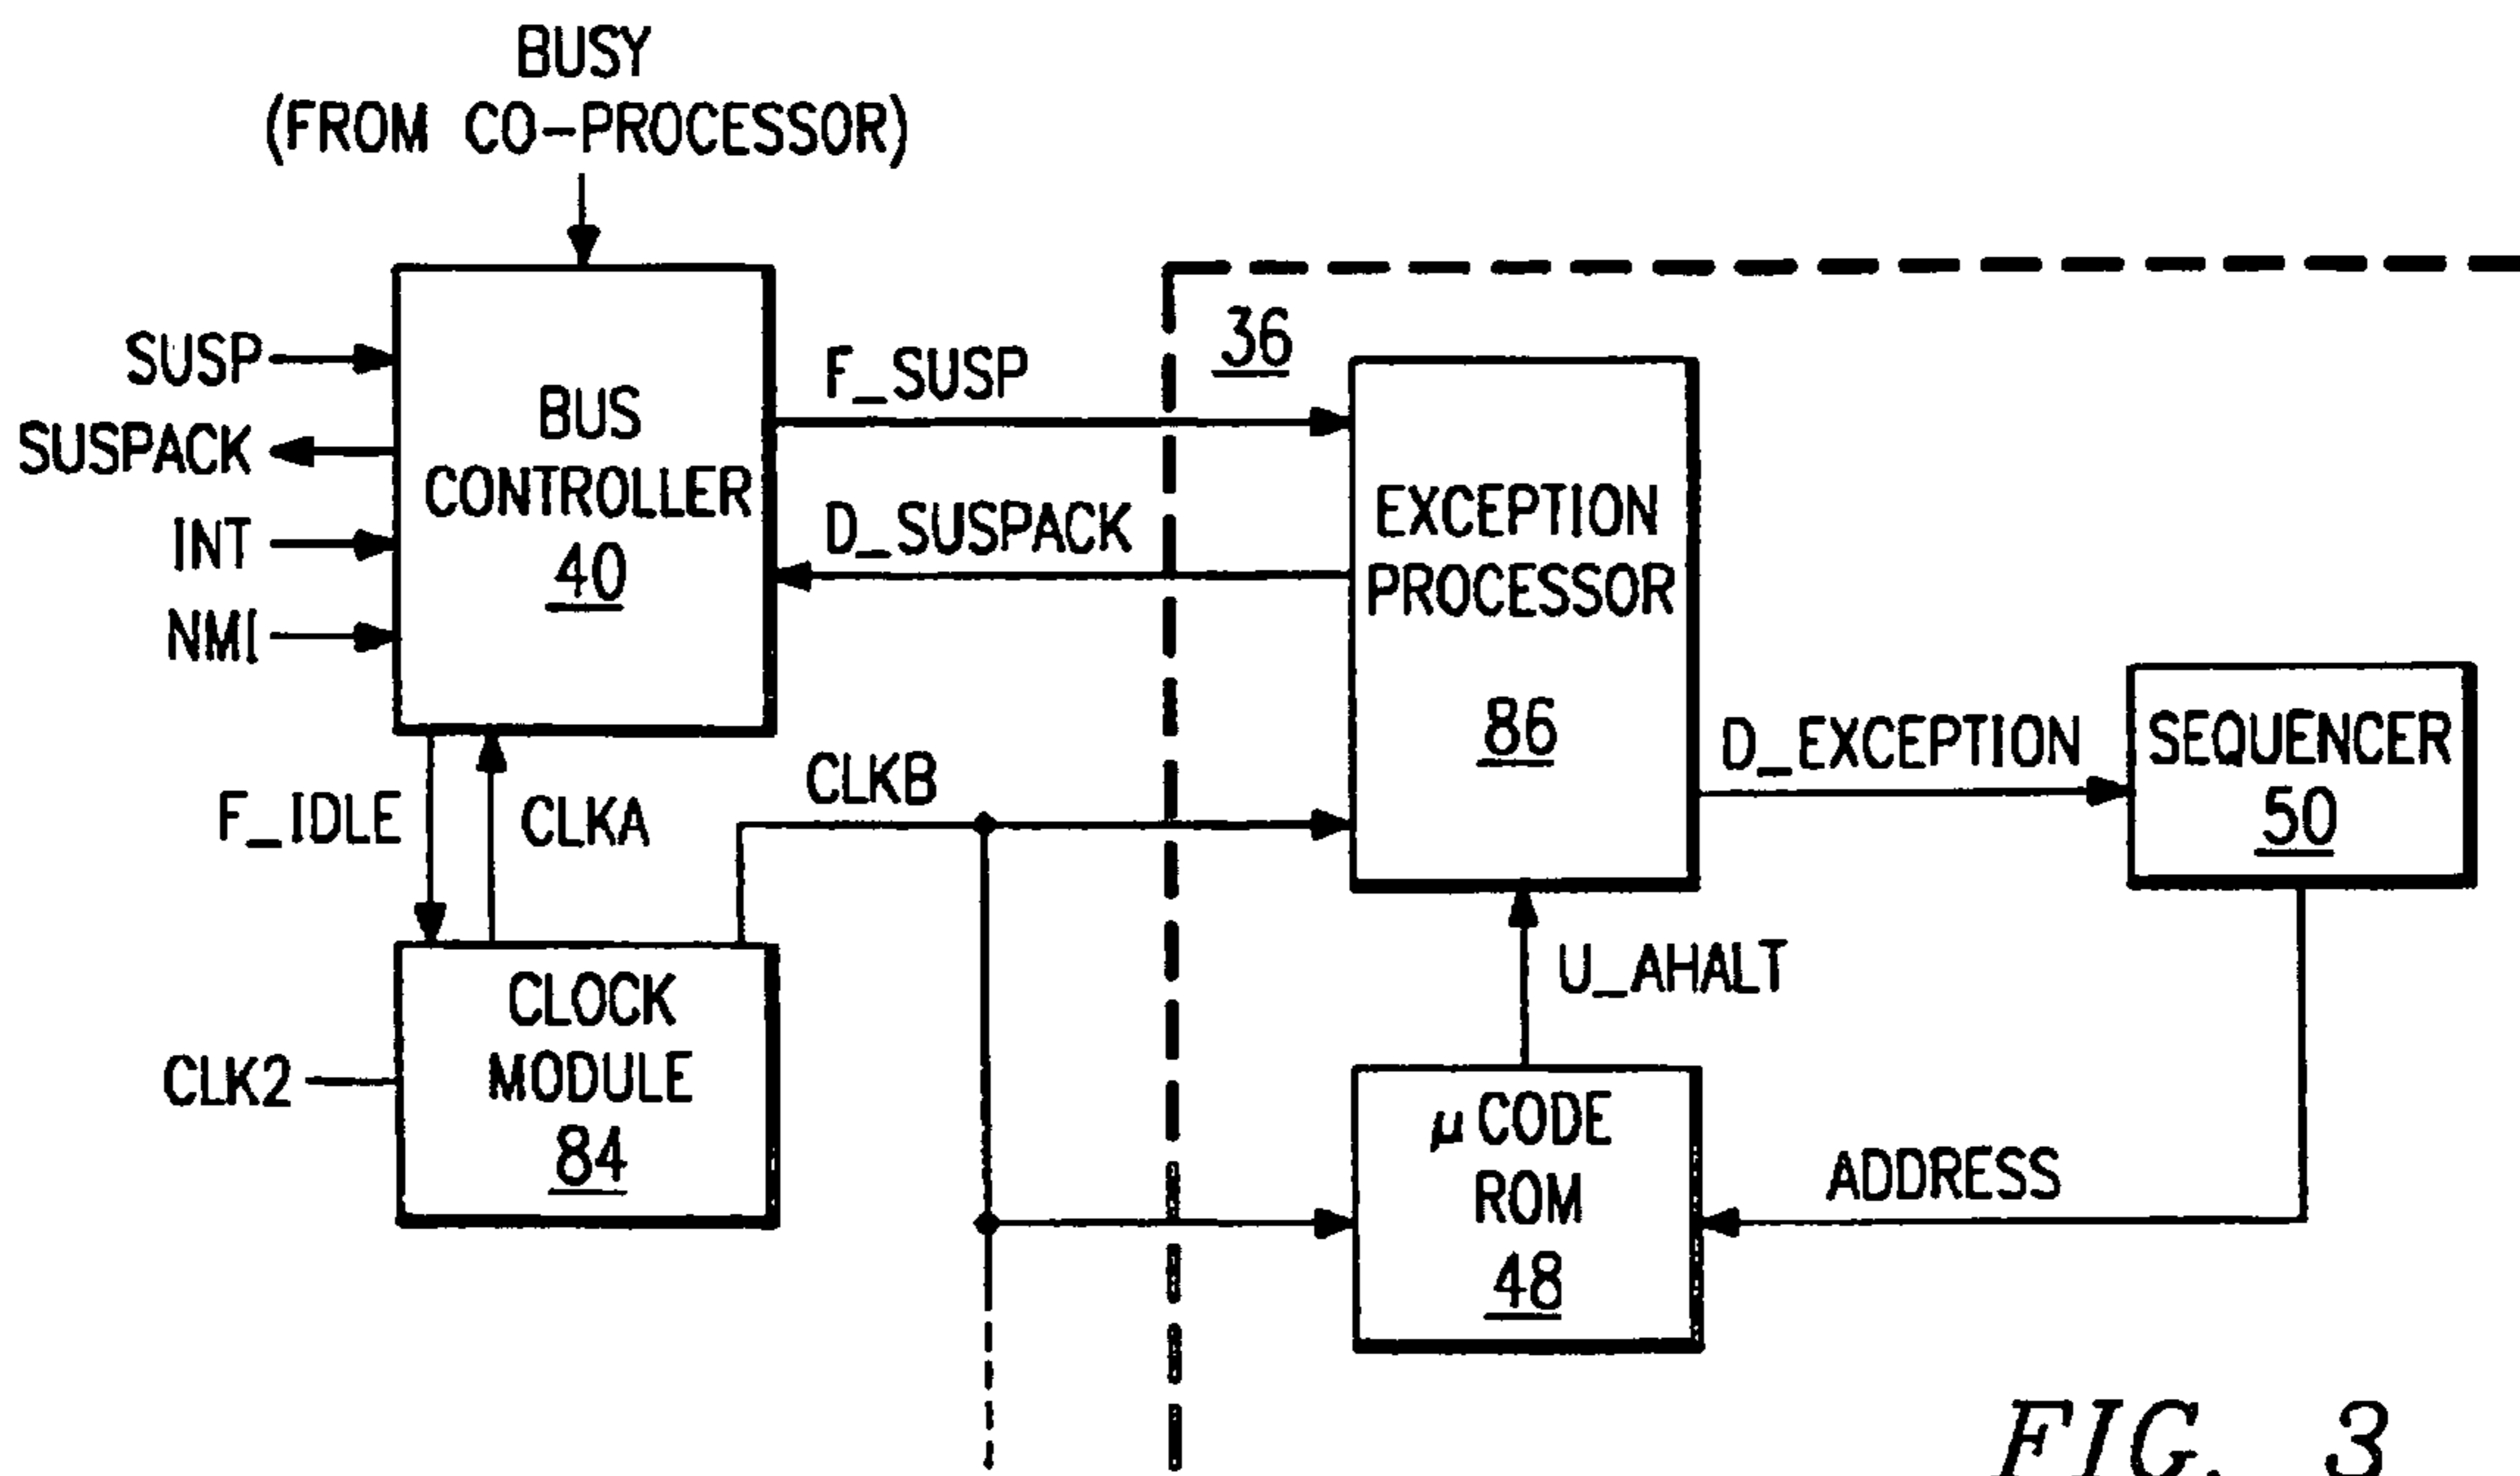 BUSY
(FROM CO-PROCESSOR)
SUSP
SUSPACK
INT
NMI
BUS
CONTROLLER
40
F_SUSP
D_SUSPACK
36
EXCEPTION
PROCESSOR
86
D_EXCEPTION
SEQUENCER
50
F_IDLE
CLKA
CLKB
U_AHALT
CLK2
CLOCK
MODULE
84
μCODE
ROM
48
ADDRESS
FIG. 3